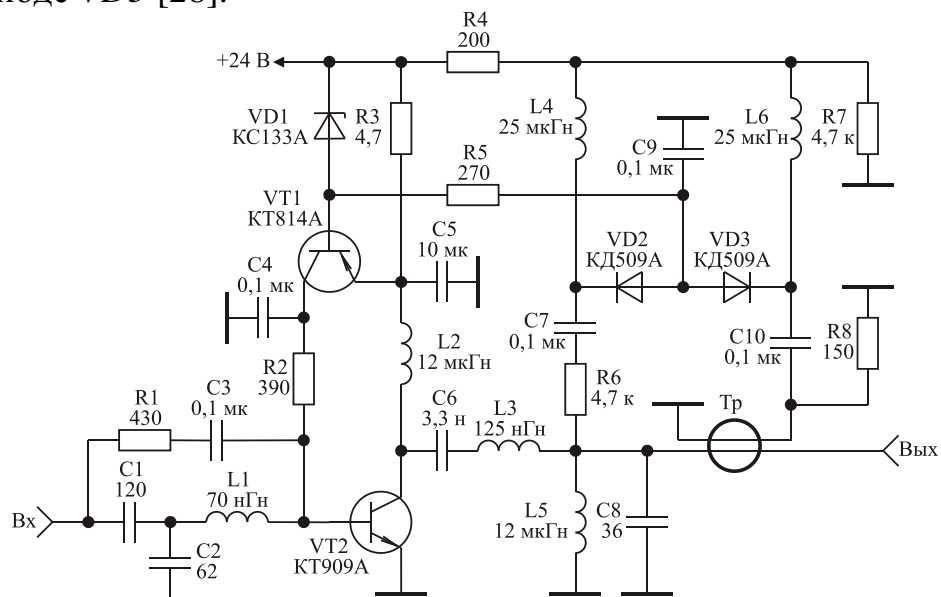 оде VD3 [28].
R4
200
+24 В
VD1
КС133А
R3
4,7
L4
25 мкГн
L6
25 мкГн
R7
4,7 к
C9
0,1 мк
R5
270
VT1
КТ814А
C5
10 мк
VD2
КД509А
VD3
КД509А
C4
0,1 мк
C7
0,1 мк
C10
0,1 мк
R8
150
L2
12 мкГн
R2
390
R6
4,7 к
C3
0,1 мк
R1
430
C6
3,3 н
L3
125 нГн
Тр
Вых
C1
120
L1
70 нГн
Вх
L5
12 мкГн
C8
36
C2
62
VT2
КТ909А